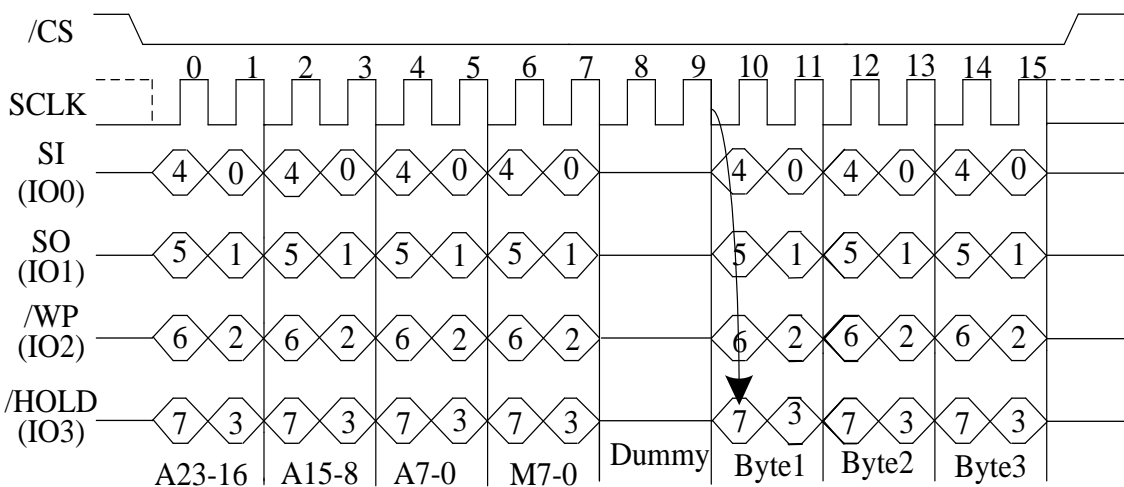 /CS
0 1 2 3 4 5 6 7 8 9 10 11 12 13 14 15
SCLK
SI
(IO0)
4 0 4 0 4 0 4 0 4 0 4 0 4 0
SO
(IO1)
5 1 5 1 5 1 5 1 5 1 5 1 5 1
/WP
(IO2)
6 2 6 2 6 2 6 2 6 2 6 2 6 2
/HOLD
(IO3)
7 3 7 3 7 3 7 3 7 3 7 3 7 3
A23-16 A15-8 A7-0 M7-0 Dummy Byte1 Byte2 Byte3